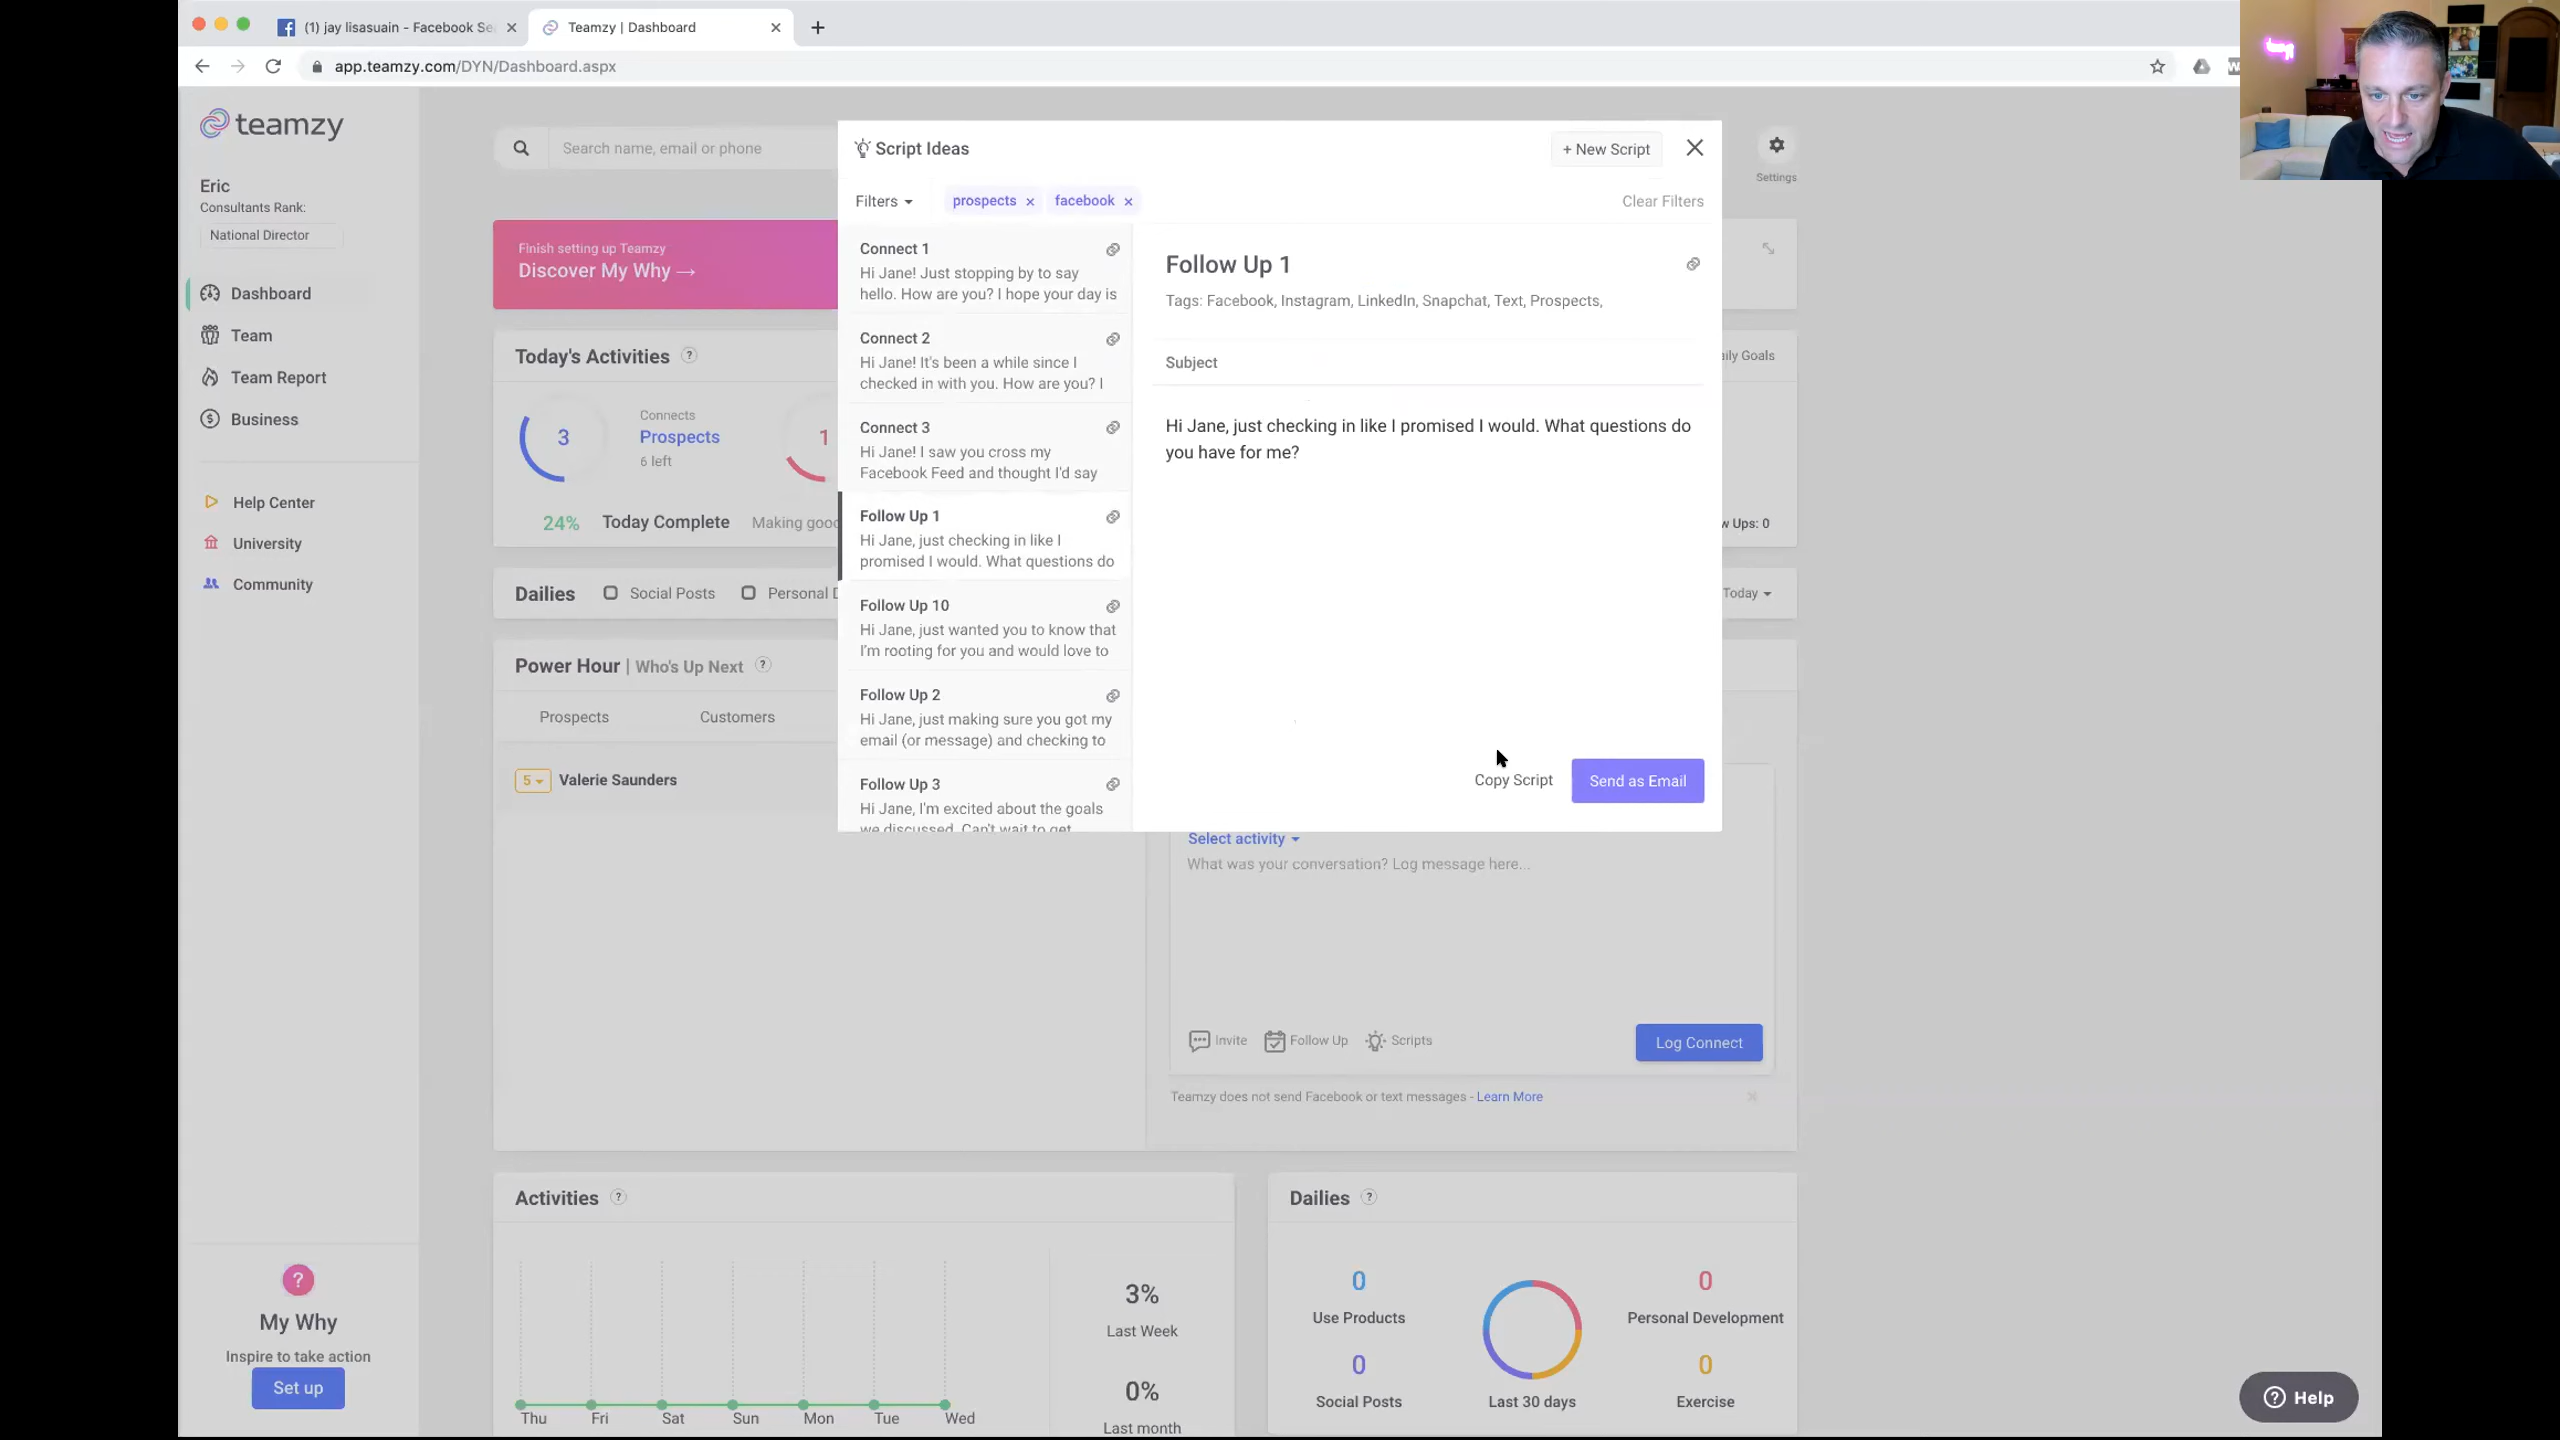 (1) jay lisasuain - Facebook Se
Teamzy | Dashboard
app.teamzy.com/DYN/Dashboard.aspx
teamzy
Eric
Consultants Rank:
National Director
Dashboard
Team
Team Report
Business
Help Center
University
Community
My Why
Inspire to take action
Set up
Search name, email or phone
Settings
Finish setting up Teamzy
Discover My Why →
Today's Activities
3
Connects
Prospects
6 left
1
24% Today Complete Making good
ily Goals
w Ups: 0
Dailies Social Posts Personal D
Today
Power Hour | Who's Up Next
Prospects Customers
5 Valerie Saunders
Script Ideas
+ New Script
Filters prospects × facebook ×
Clear Filters
Connect 1
Hi Jane! Just stopping by to say
hello. How are you? I hope your day is
Connect 2
Hi Jane! It's been a while since I
checked in with you. How are you? I
Connect 3
Hi Jane! I saw you cross my
Facebook Feed and thought I'd say
Follow Up 1
Hi Jane, just checking in like I
promised I would. What questions do
Follow Up 10
Hi Jane, just wanted you to know that
I'm rooting for you and would love to
Follow Up 2
Hi Jane, just making sure you got my
email (or message) and checking to
Follow Up 3
Hi Jane, I'm excited about the goals
we discussed. Can't wait to get
Follow Up 1
Tags: Facebook, Instagram, LinkedIn, Snapchat, Text, Prospects,
Subject
Hi Jane, just checking in like I promised I would. What questions do
you have for me?
Copy Script
Send as Email
Select activity
What was your conversation? Log message here...
Invite Follow Up Scripts
Log Connect
Teamzy does not send Facebook or text messages - Learn More
Activities
Thu Fri Sat Sun Mon Tue Wed
3%
Last Week
0%
Last month
Dailies
0
Use Products
0
Social Posts
Last 30 days
0
Personal Development
0
Exercise
Help